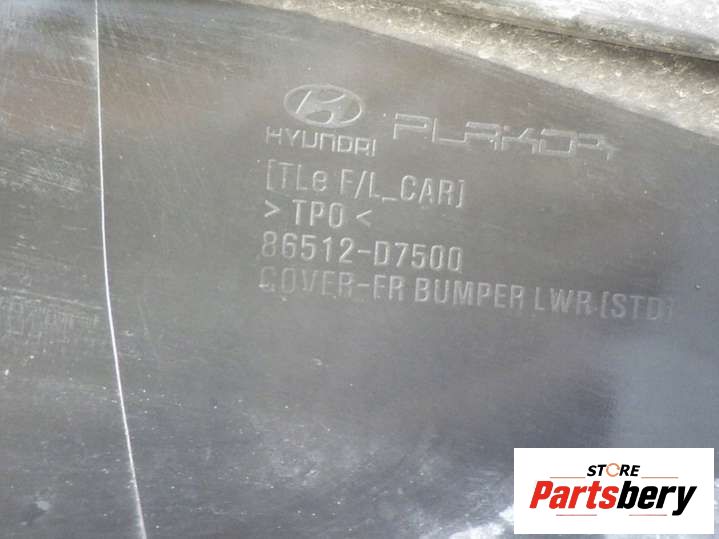 HYUNDAI PLAKOR
[TLe F/L_CAR]
> TPO <
86512-D7500
COVER-FR BUMPER LWR [STD]
STORE
Partsbery